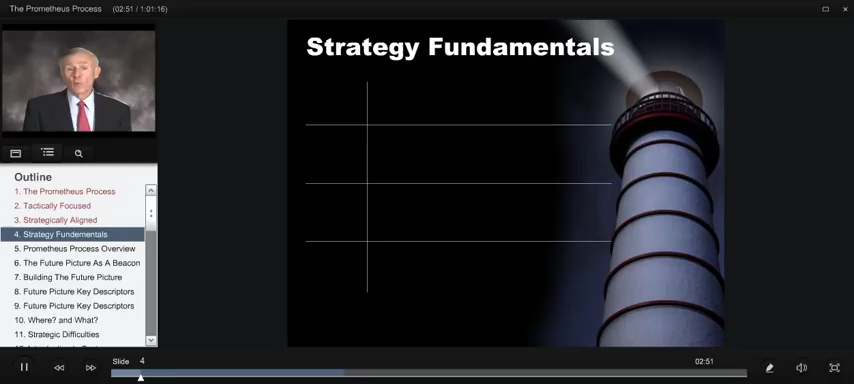 The Prometheus Process (02:51 / 1:01:16)
Strategy Fundamentals
Outline
1. The Prometheus Process
2. Tactically Focused
3. Strategically Aligned
4. Strategy Fundementals
5. Prometheus Process Overview
6. The Future Picture As A Beacon
7. Building The Future Picture
8. Future Picture Key Descriptors
9. Future Picture Key Descriptors
10. Where? and What?
11. Strategic Difficulties
Slide 4
02:51